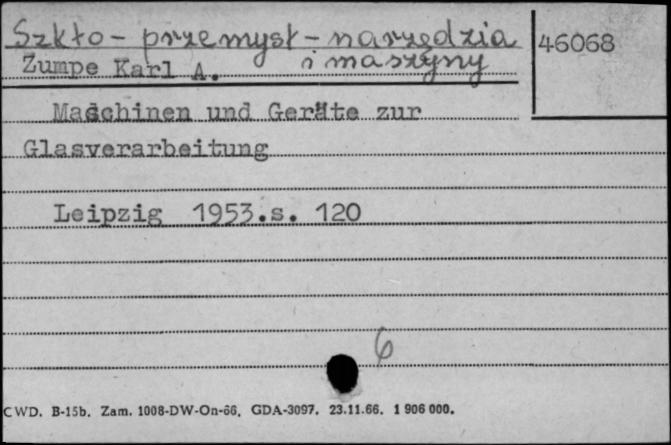 Szkło - przemysł - narzędzia
i maszyny
46068
Zumpe Karl A.
Maschinen und Geräte zur
Glasverarbeitung
Leipzig 1953.s. 120
6
CWD. B-15b. Zam. 1008-DW-On-66. GDA-3097. 23.11.66. 1 906 000.